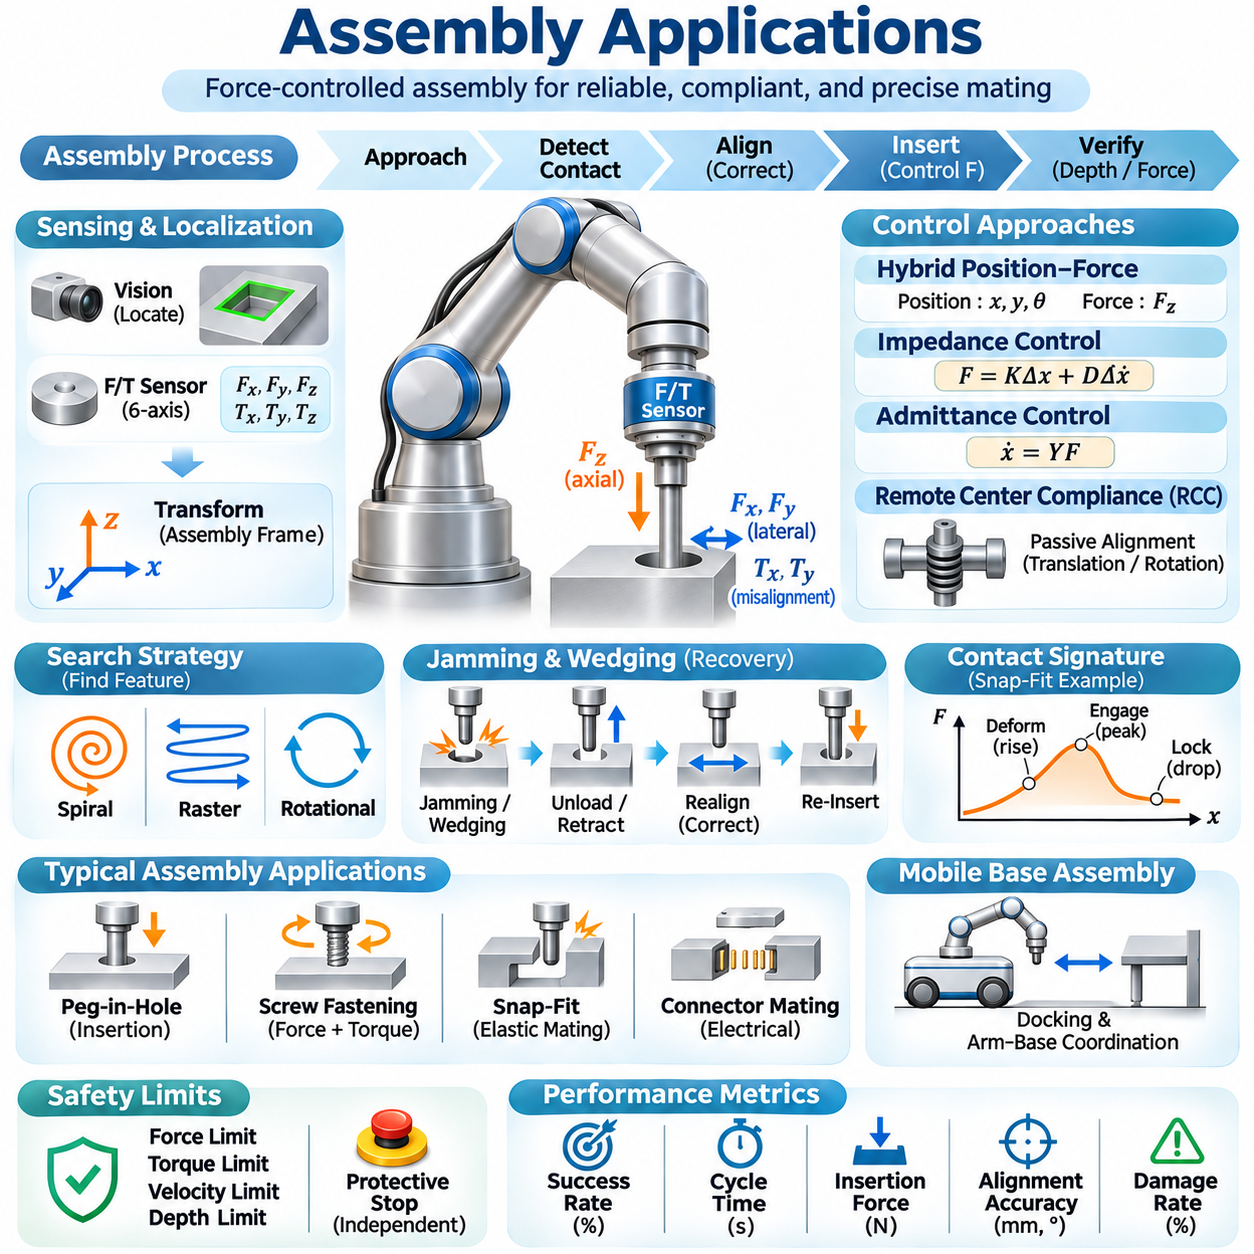 Assembly Applications
Force-controlled assembly for reliable, compliant, and precise mating
Assembly Process
Approach
Detect
Contact
Align
(Correct)
Insert
(Control F)
Verify
(Depth / Force)
Sensing & Localization
Vision
(Locate)
F/T Sensor
(6-axis)
Fx, Fy, Fz
Tx, Ty, Tz
Transform
(Assembly Frame)
z
y
x
F/T
Sensor
Fz
(axial)
Fx, Fy
(lateral)
Tx, Ty
(misalignment)
Control Approaches
Hybrid Position–Force
Position : x, y, θ Force : Fz
Impedance Control
F = KΔx + DΔẋ
Admittance Control
ẋ = YF
Remote Center Compliance (RCC)
Passive Alignment
(Translation / Rotation)
Search Strategy
(Find Feature)
Spiral
Raster
Rotational
Jamming & Wedging (Recovery)
Jamming /
Wedging
Unload /
Retract
Realign
(Correct)
Re-Insert
Contact Signature
(Snap-Fit Example)
F
Deform
(rise)
Engage
(peak)
Lock
(drop)
x
Typical Assembly Applications
Peg-in-Hole
(Insertion)
Screw Fastening
(Force + Torque)
Snap-Fit
(Elastic Mating)
Connector Mating
(Electrical)
Mobile Base Assembly
Docking &
Arm–Base Coordination
Safety Limits
Force Limit
Torque Limit
Velocity Limit
Depth Limit
Protective
Stop
(Independent)
Performance Metrics
Success
Rate
(%)
Cycle
Time
(s)
Insertion
Force
(N)
Alignment
Accuracy
(mm, °)
Damage
Rate
(%)